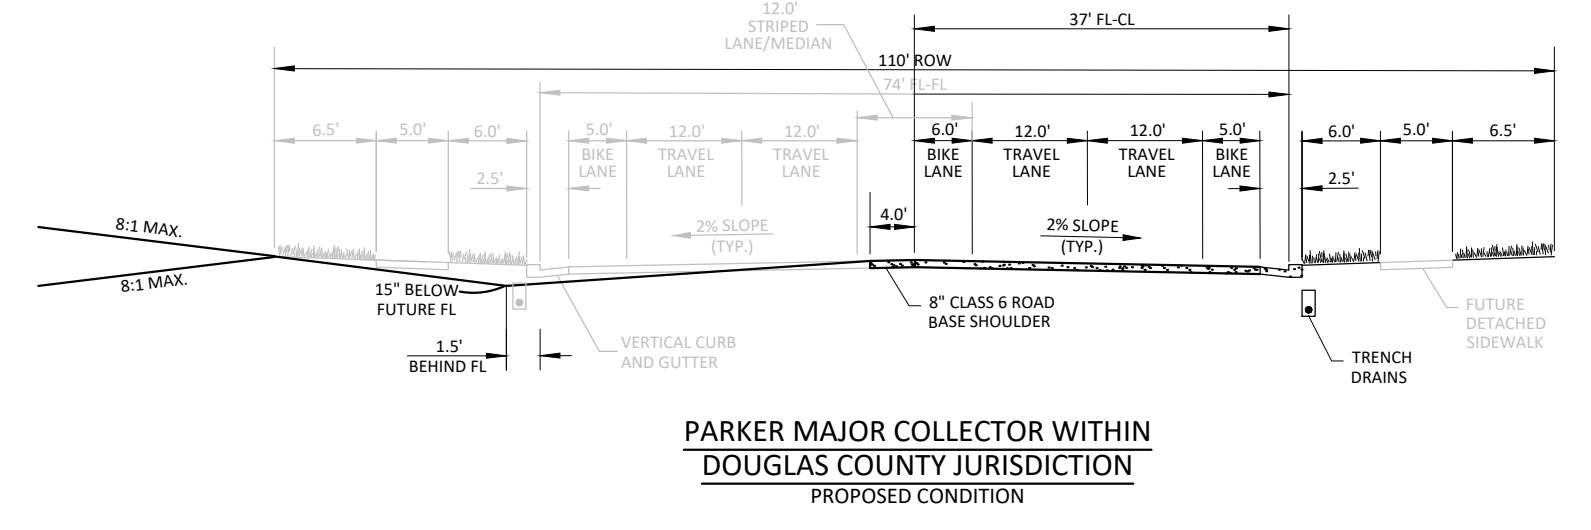 12.0'
STRIPED
LANE/MEDIAN
37' FL-CL
110' ROW
74' FL-FL
6.5'
5.0'
6.0'
5.0'
12.0'
12.0'
6.0'
12.0'
12.0'
5.0'
6.0'
5.0'
6.5'
BIKE
LANE
TRAVEL
LANE
TRAVEL
LANE
BIKE
LANE
TRAVEL
LANE
TRAVEL
LANE
BIKE
LANE
2.5'
2.5'
4.0'
8:1 MAX.
2% SLOPE
(TYP.)
2% SLOPE
(TYP.)
8:1 MAX.
15" BELOW
FUTURE FL
8" CLASS 6 ROAD
BASE SHOULDER
FUTURE
DETACHED
SIDEWALK
1.5'
BEHIND FL
VERTICAL CURB
AND GUTTER
TRENCH
DRAINS
PARKER MAJOR COLLECTOR WITHIN
DOUGLAS COUNTY JURISDICTION
PROPOSED CONDITION